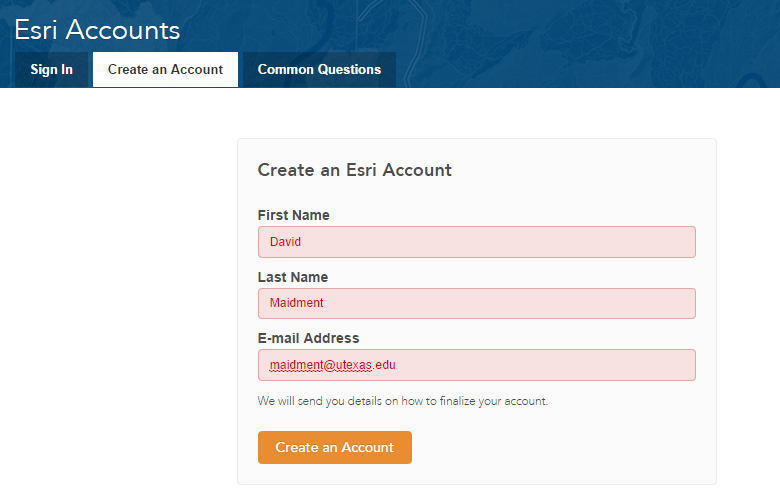 Esri Accounts
Sign In Create an Account Common Questions
Create an Esri Account
First Name
David
Last Name
Maidment
E-mail Address
maidment@utexas.edu
We will send you details on how to finalize your account.
Create an Account